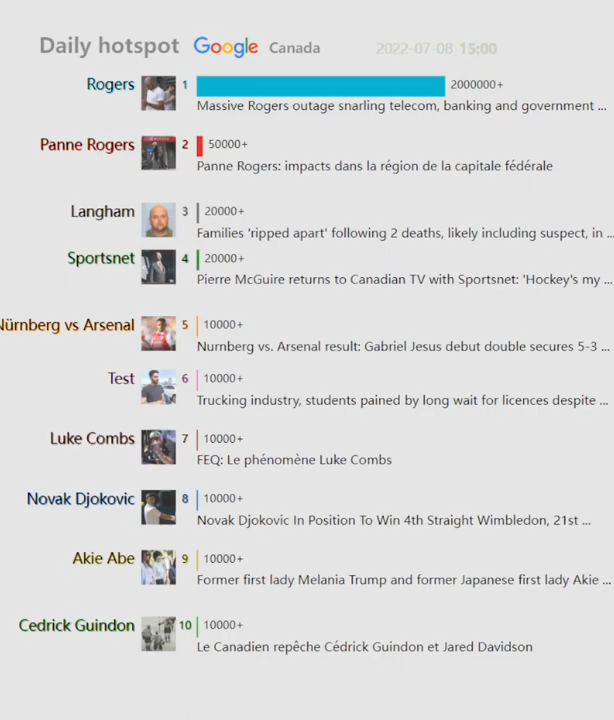 Daily hotspot Google Canada 2022-07-08 15:00
Rogers 1 2000000+
Massive Rogers outage snarling telecom, banking and government ...
Panne Rogers 2 50000+
Panne Rogers: impacts dans la région de la capitale fédérale
Langham 3 20000+
Families 'ripped apart' following 2 deaths, likely including suspect, in ...
Sportsnet 4 20000+
Pierre McGuire returns to Canadian TV with Sportsnet: 'Hockey's my ...
Nürnberg vs Arsenal 5 10000+
Nurnberg vs. Arsenal result: Gabriel Jesus debut double secures 5-3 ...
Test 6 10000+
Trucking industry, students pained by long wait for licences despite ...
Luke Combs 7 10000+
FEQ: Le phénomène Luke Combs
Novak Djokovic 8 10000+
Novak Djokovic In Position To Win 4th Straight Wimbledon, 21st ...
Akie Abe 9 10000+
Former first lady Melania Trump and former Japanese first lady Akie ...
Cedrick Guindon 10 10000+
Le Canadien repêche Cédrick Guindon et Jared Davidson